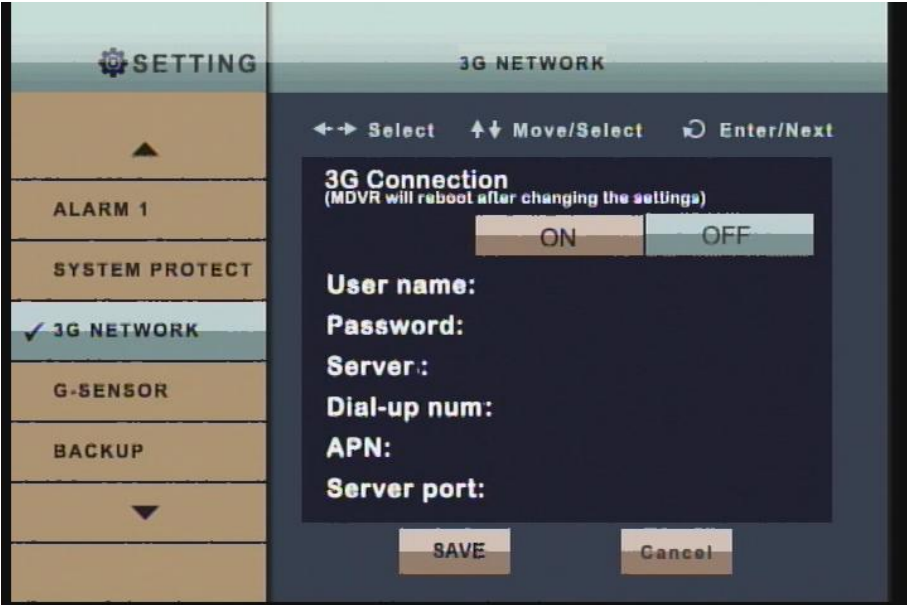 SETTING
3G NETWORK
Select Move/Select Enter/Next
ALARM 1
SYSTEM PROTECT
✓ 3G NETWORK
G-SENSOR
BACKUP
3G Connection
(MDVR will reboot after changing the settings)
ON OFF
User name:
Password:
Server :
Dial-up num:
APN:
Server port:
SAVE Cancel